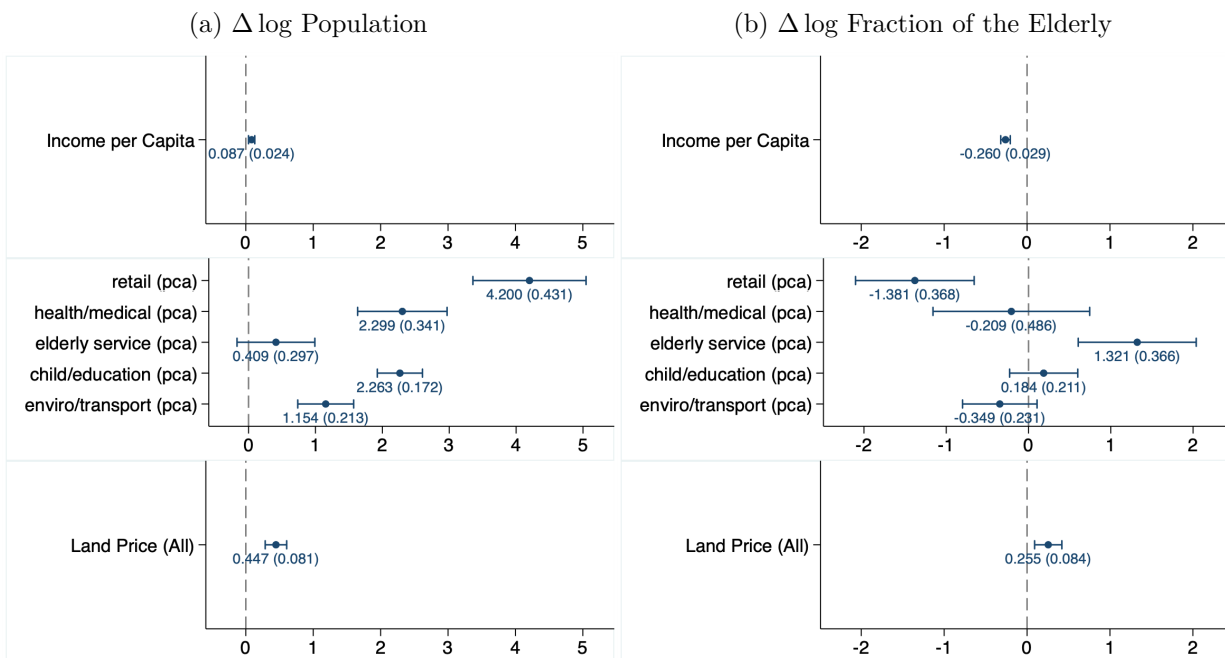 (a) Δ log Population
Income per Capita
0.087 (0.024)
0 1 2 3 4 5
retail (pca)
4.200 (0.431)
health/medical (pca)
2.299 (0.341)
elderly service (pca)
0.409 (0.297)
child/education (pca)
2.263 (0.172)
enviro/transport (pca)
1.154 (0.213)
0 1 2 3 4 5
Land Price (All)
0.447 (0.081)
0 1 2 3 4 5
(b) Δ log Fraction of the Elderly
Income per Capita
-0.260 (0.029)
-2 -1 0 1 2
retail (pca)
-1.381 (0.368)
health/medical (pca)
-0.209 (0.486)
elderly service (pca)
1.321 (0.366)
child/education (pca)
0.184 (0.211)
enviro/transport (pca)
-0.349 (0.231)
-2 -1 0 1 2
Land Price (All)
0.255 (0.084)
-2 -1 0 1 2